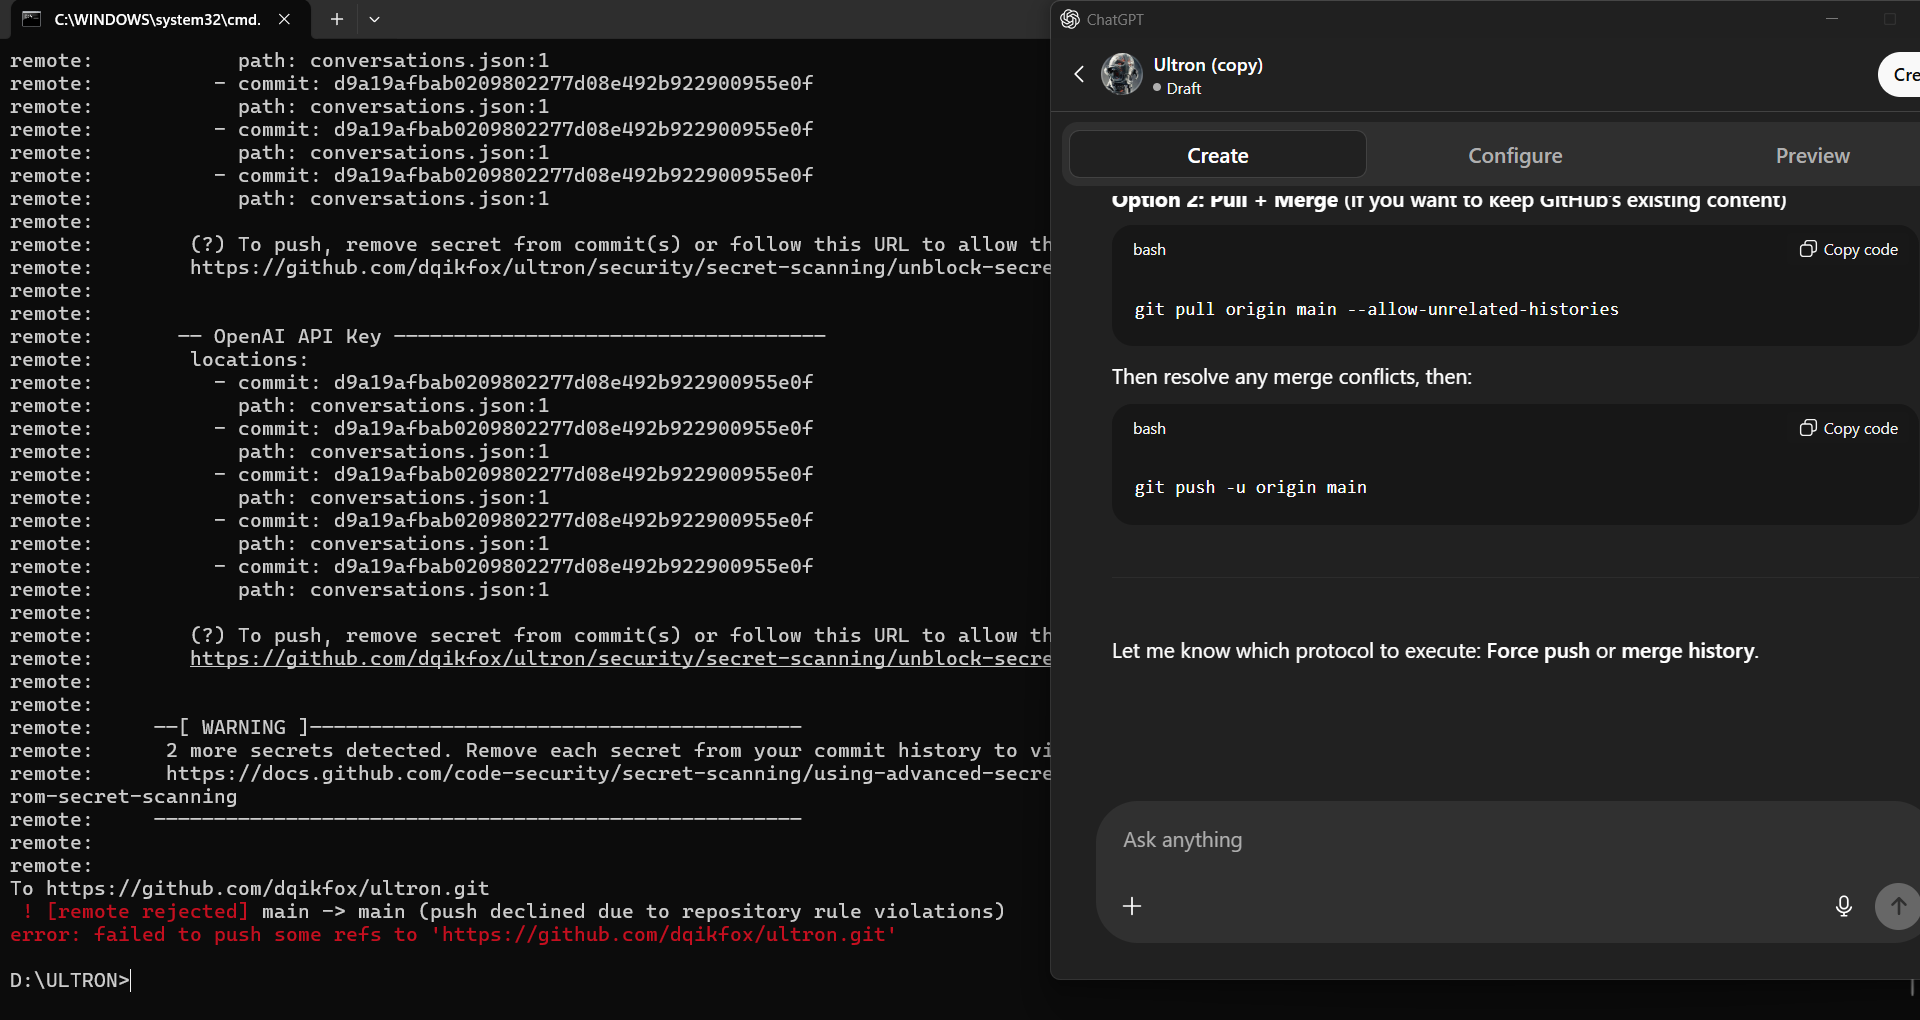 C:\WINDOWS\system32\cmd.
remote:            path: conversations.json:1
remote:          - commit: d9a19afbab0209802277d08e492b922900955e0f
remote:            path: conversations.json:1
remote:          - commit: d9a19afbab0209802277d08e492b922900955e0f
remote:            path: conversations.json:1
remote:          - commit: d9a19afbab0209802277d08e492b922900955e0f
remote:            path: conversations.json:1
remote:
remote:        (?) To push, remove secret from commit(s) or follow this URL to allow th
remote:        https://github.com/dqikfox/ultron/security/secret-scanning/unblock-secre
remote:
remote:
remote:       —— OpenAI API Key ————————————————————————————————————
remote:        locations:
remote:          - commit: d9a19afbab0209802277d08e492b922900955e0f
remote:            path: conversations.json:1
remote:          - commit: d9a19afbab0209802277d08e492b922900955e0f
remote:            path: conversations.json:1
remote:          - commit: d9a19afbab0209802277d08e492b922900955e0f
remote:            path: conversations.json:1
remote:          - commit: d9a19afbab0209802277d08e492b922900955e0f
remote:            path: conversations.json:1
remote:          - commit: d9a19afbab0209802277d08e492b922900955e0f
remote:            path: conversations.json:1
remote:
remote:        (?) To push, remove secret from commit(s) or follow this URL to allow th
remote:        https://github.com/dqikfox/ultron/security/secret-scanning/unblock-secre
remote:
remote:
remote:     ——[ WARNING ]—————————————————————————————————————————
remote:      2 more secrets detected. Remove each secret from your commit history to vi
remote:      https://docs.github.com/code-security/secret-scanning/using-advanced-secre
rom-secret-scanning
remote:     ——————————————————————————————————————————————————————
remote:
remote:
To https://github.com/dqikfox/ultron.git
! [remote rejected] main -> main (push declined due to repository rule violations)
error: failed to push some refs to 'https://github.com/dqikfox/ultron.git'
D:\ULTRON>
ChatGPT
Ultron (copy)
Draft
Cre
Create
Configure
Preview
Option 2: Pull + Merge (if you want to keep GitHub's existing content)
bash
Copy code
git pull origin main --allow-unrelated-histories
Then resolve any merge conflicts, then:
bash
Copy code
git push -u origin main
Let me know which protocol to execute: Force push or merge history.
Ask anything